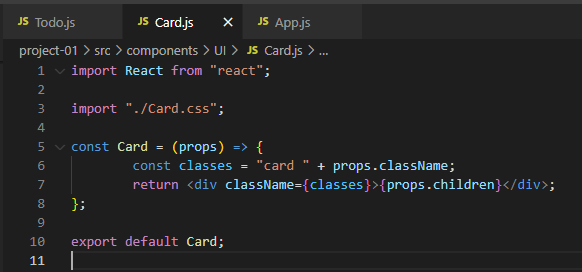 JS Todo.js JS Card.js × JS App.js
project-01 > src > components > UI > JS Card.js > ...
1 import React from "react";
2
3 import "./Card.css";
4
5 const Card = (props) => {
6 const classes = "card " + props.className;
7 return <div className={classes}>{props.children}</div>;
8 };
9
10 export default Card;
11